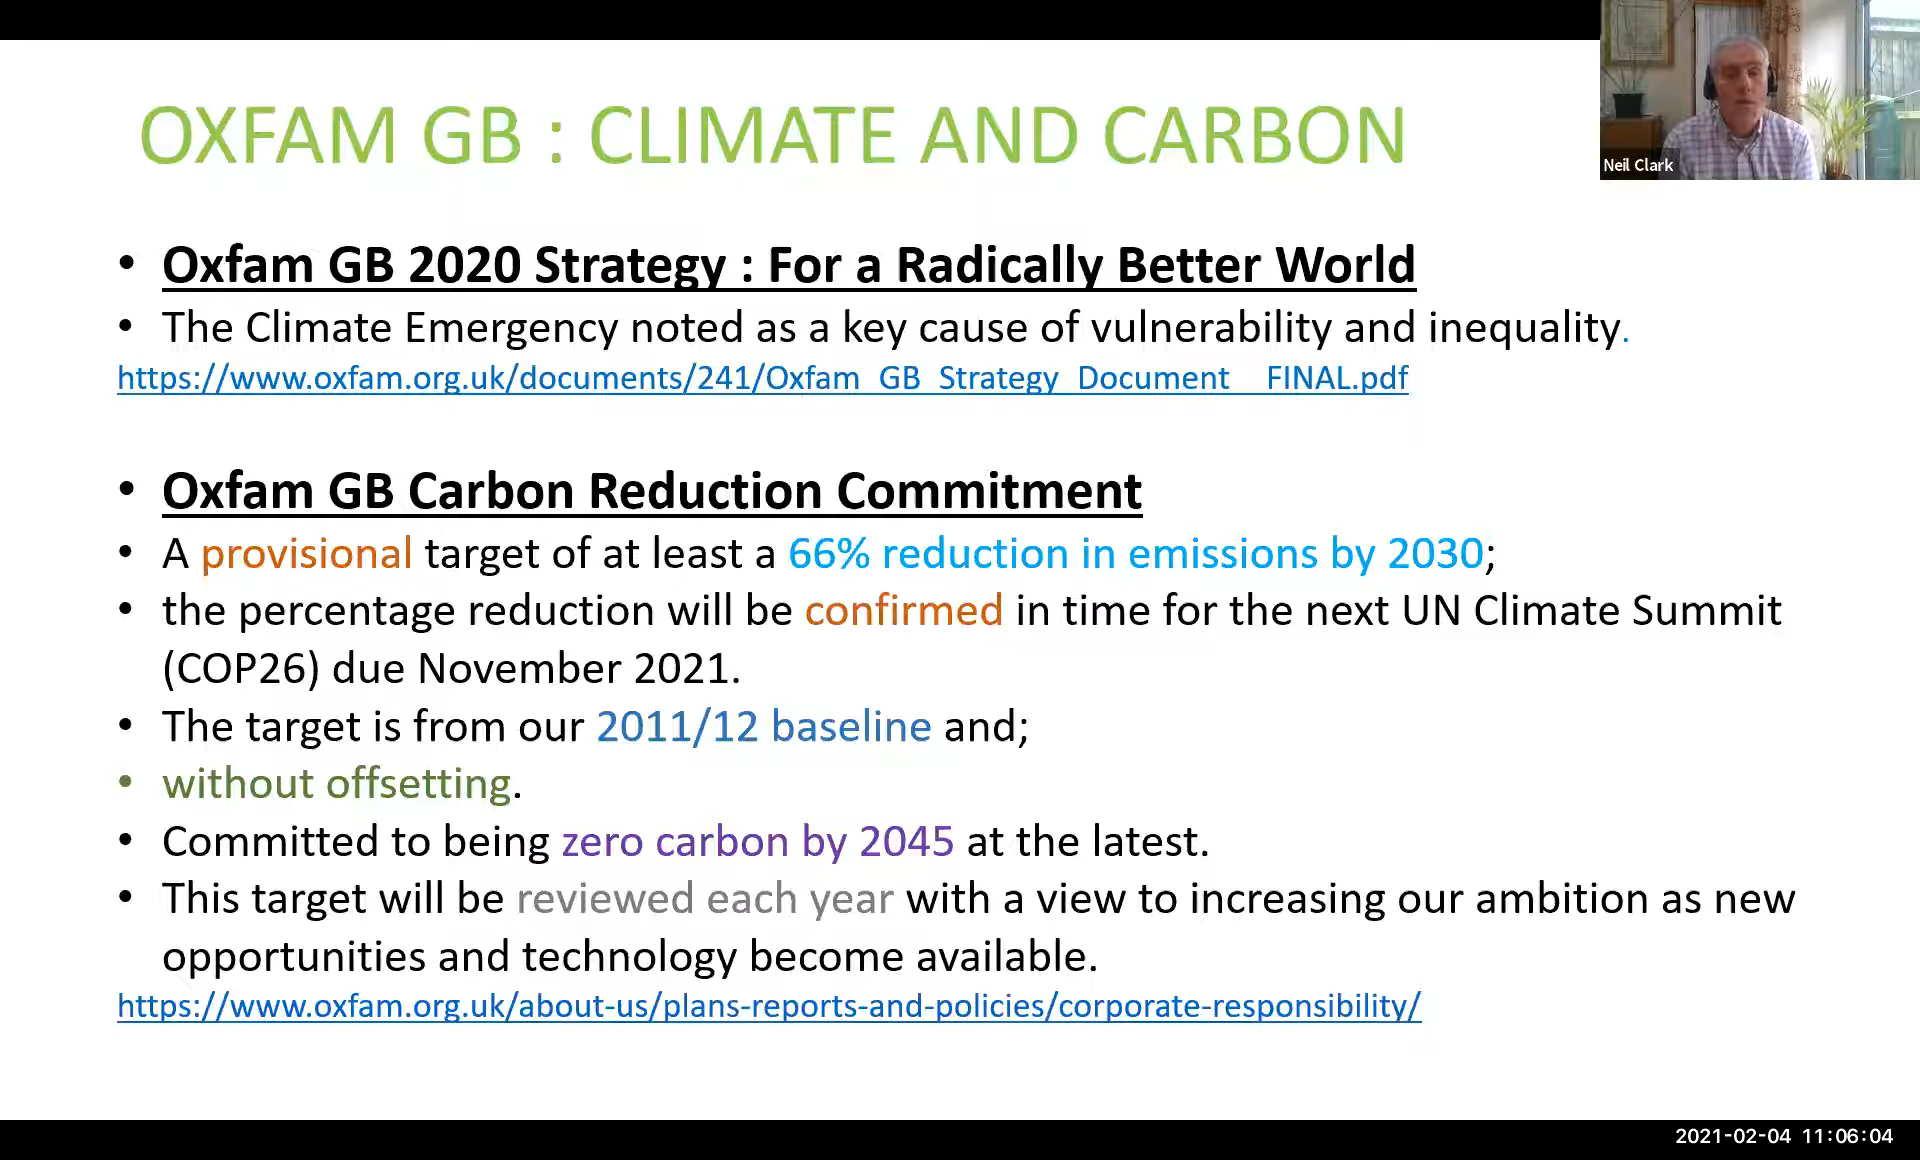 OXFAM GB : CLIMATE AND CARBON
Neil Clark
• Oxfam GB 2020 Strategy : For a Radically Better World
• The Climate Emergency noted as a key cause of vulnerability and inequality.
https://www.oxfam.org.uk/documents/241/Oxfam_GB_Strategy_Document__FINAL.pdf
• Oxfam GB Carbon Reduction Commitment
• A provisional target of at least a 66% reduction in emissions by 2030;
• the percentage reduction will be confirmed in time for the next UN Climate Summit
(COP26) due November 2021.
• The target is from our 2011/12 baseline and;
• without offsetting.
• Committed to being zero carbon by 2045 at the latest.
• This target will be reviewed each year with a view to increasing our ambition as new
opportunities and technology become available.
https://www.oxfam.org.uk/about-us/plans-reports-and-policies/corporate-responsibility/
2021-02-04 11:06:04